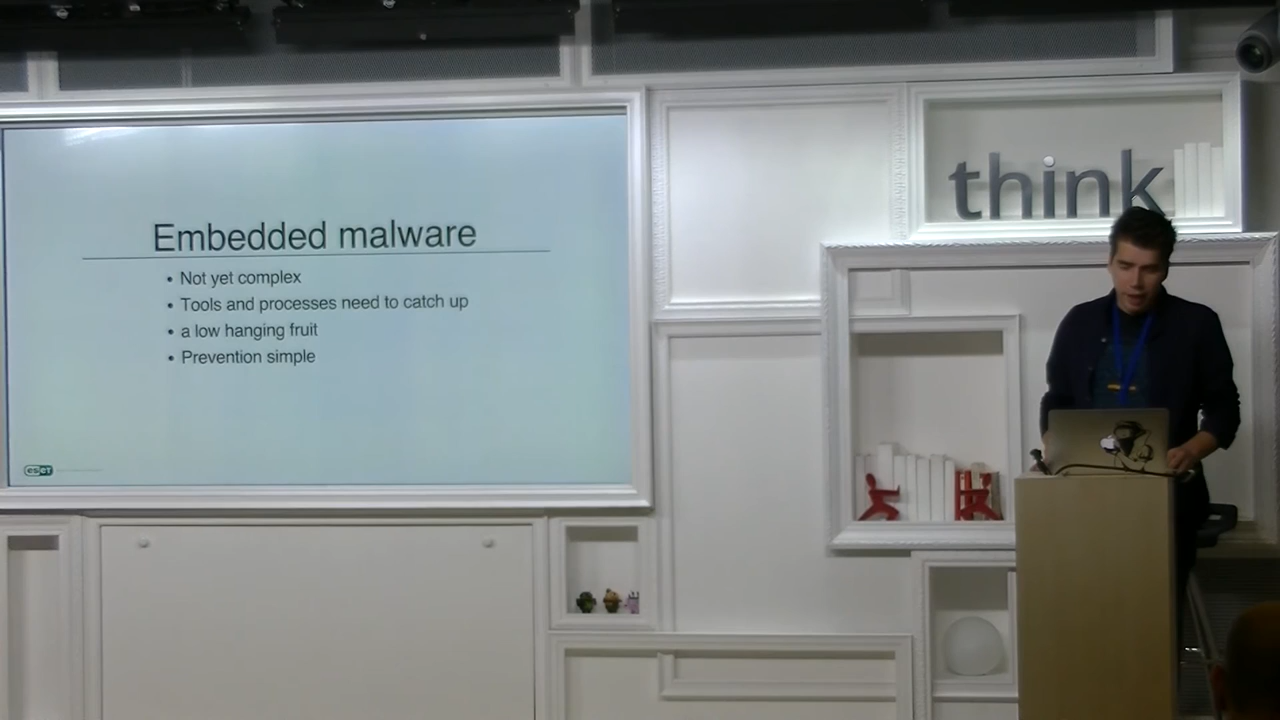 think
Embedded malware
• Not yet complex
• Tools and processes need to catch up
• a low hanging fruit
• Prevention simple
eset